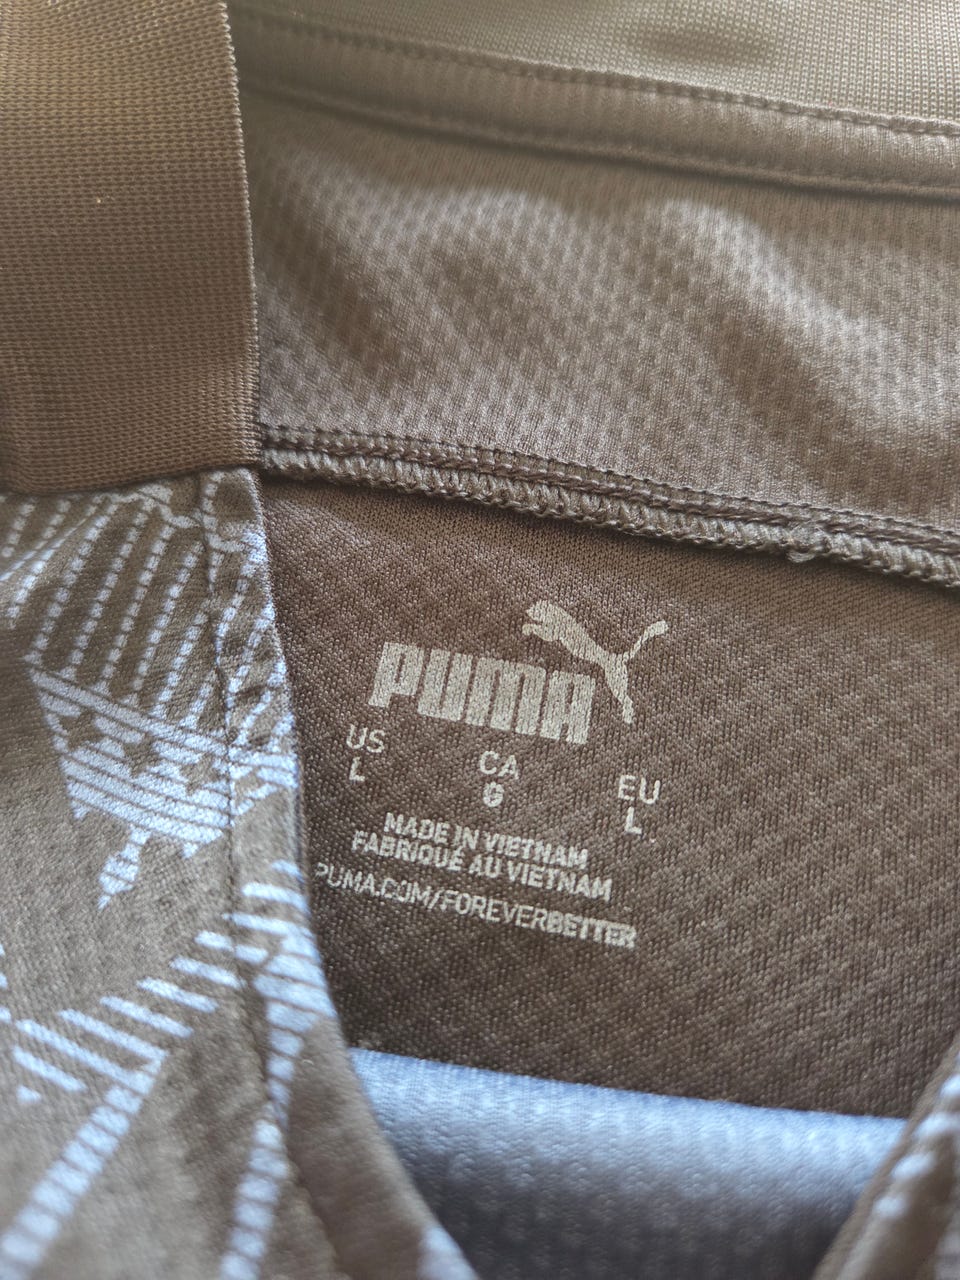 PUMA
US CA EU
L G L
MADE IN VIETNAM
FABRIQUÉ AU VIETNAM
PUMA.COM/FOREVERBETTER